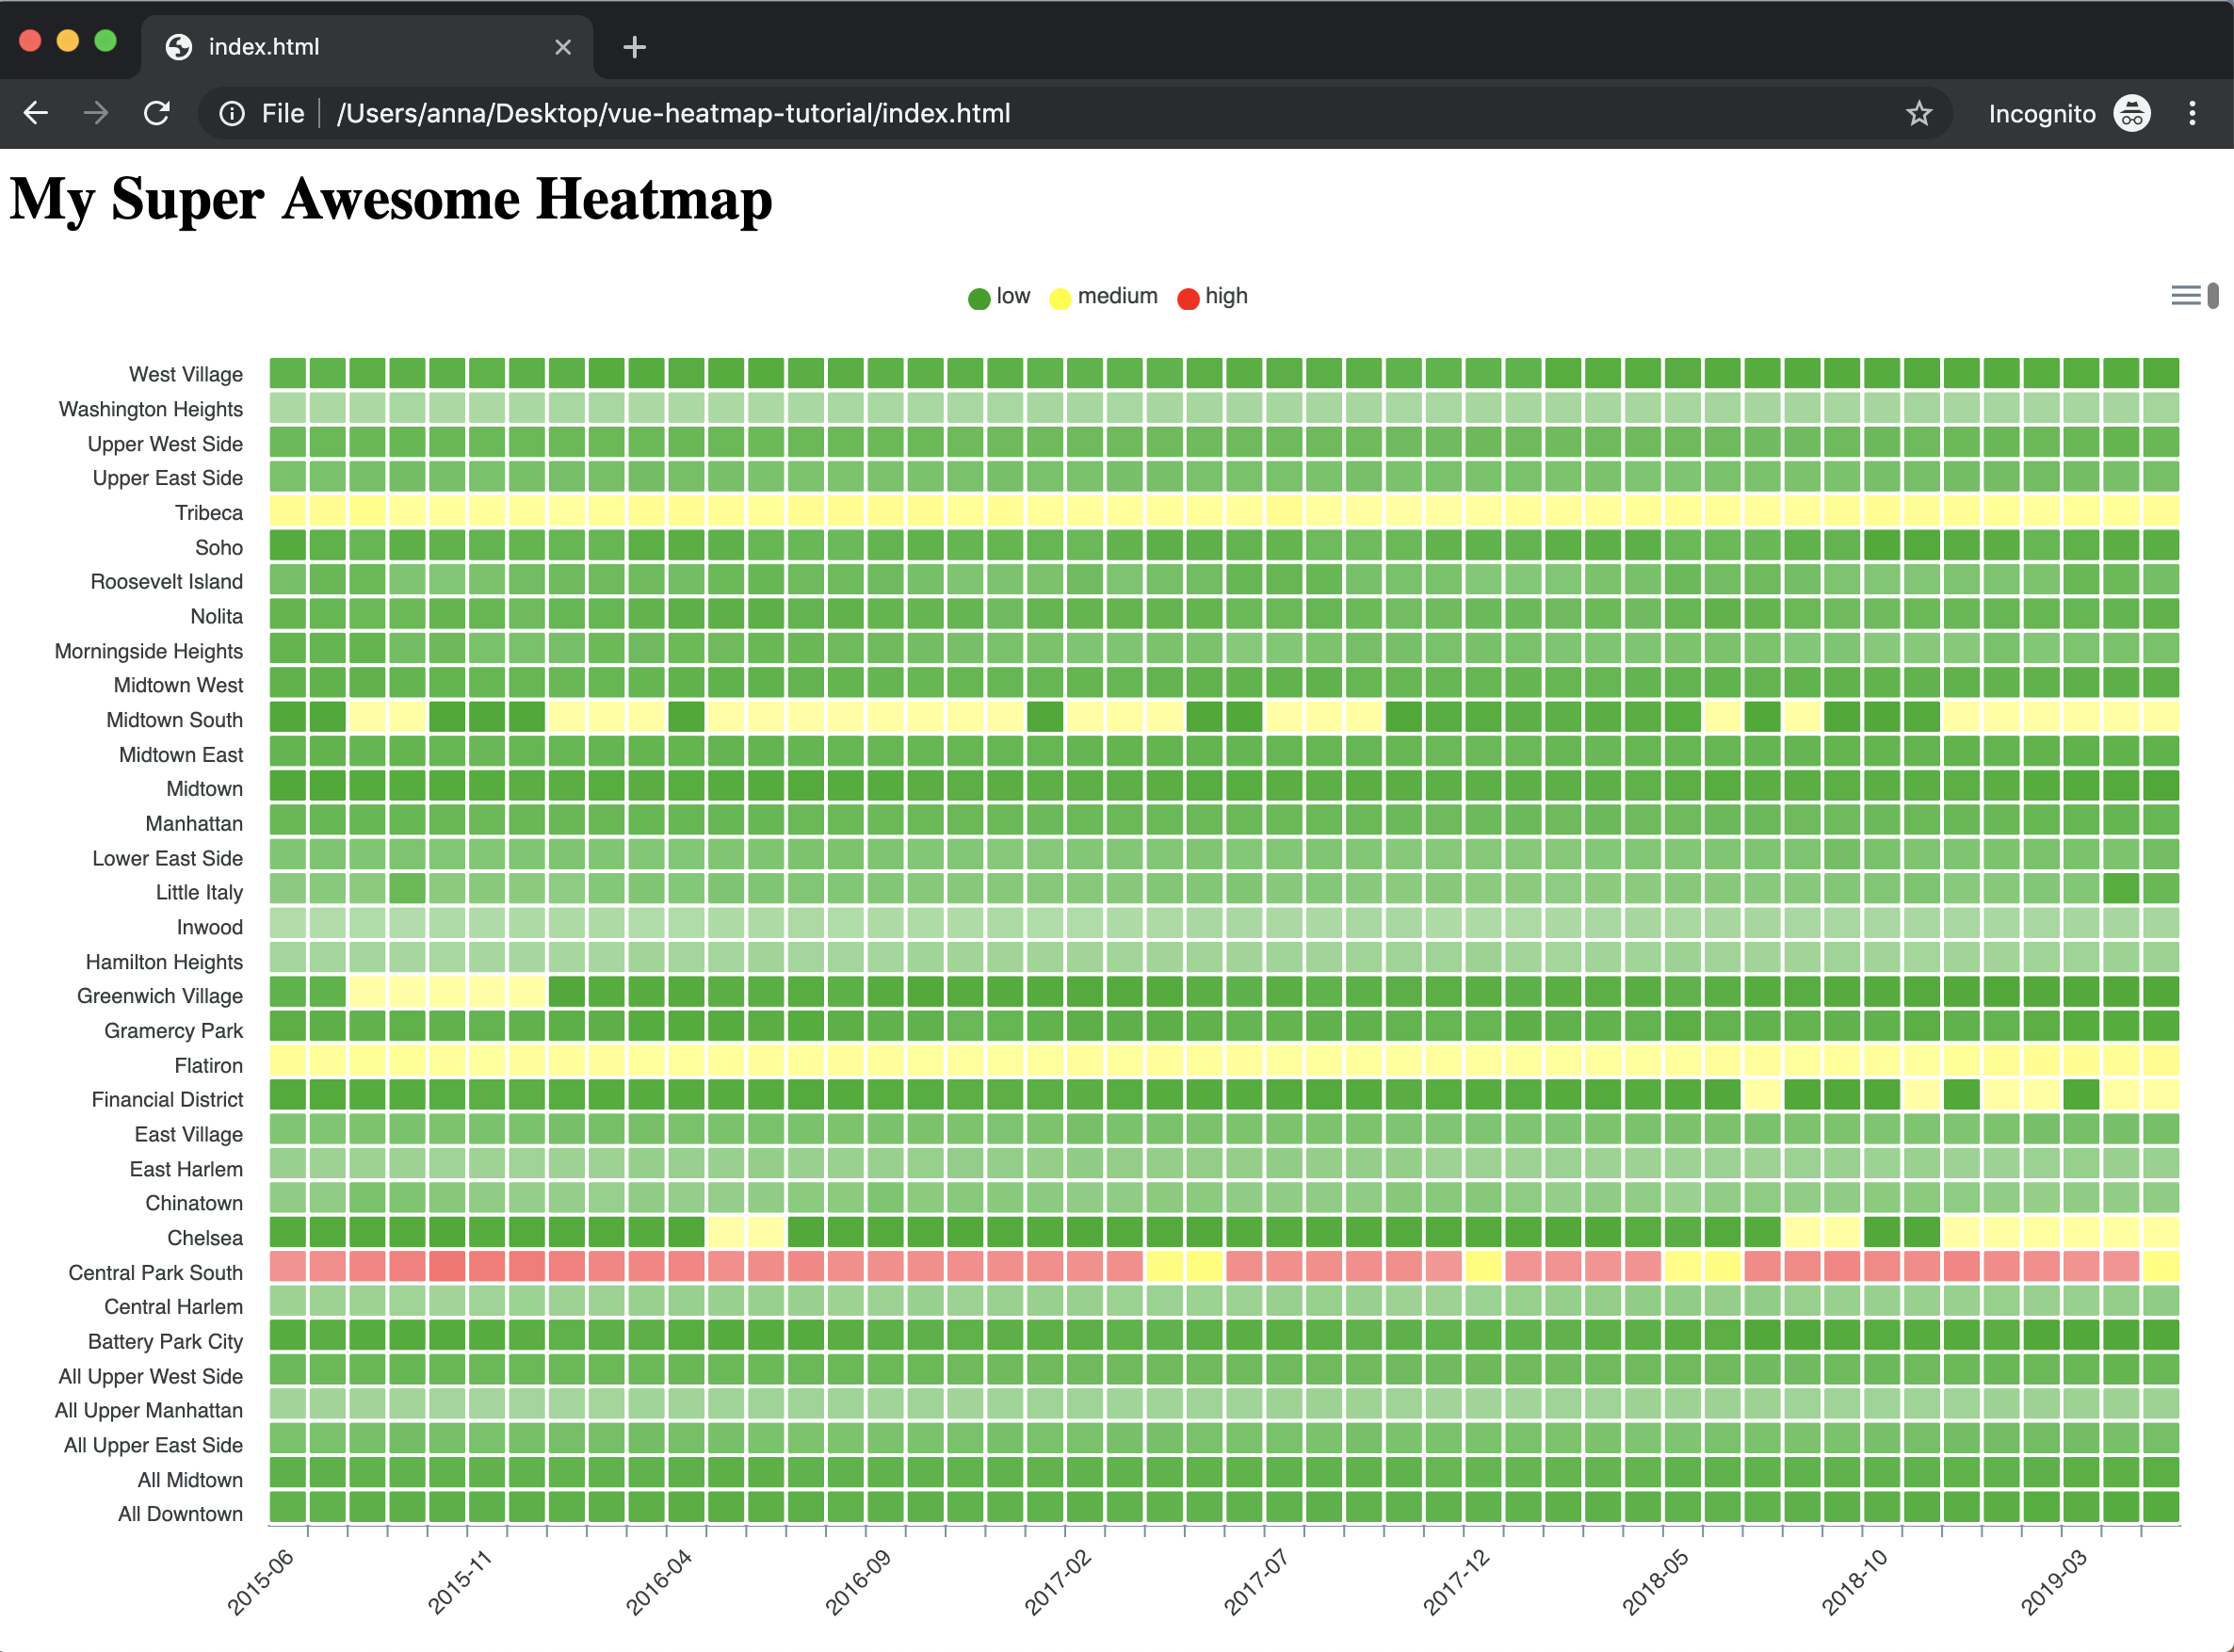 index.html
File /Users/anna/Desktop/vue-heatmap-tutorial/index.html Incognito
My Super Awesome Heatmap
low medium high
West Village
Washington Heights
Upper West Side
Upper East Side
Tribeca
Soho
Roosevelt Island
Nolita
Morningside Heights
Midtown West
Midtown South
Midtown East
Midtown
Manhattan
Lower East Side
Little Italy
Inwood
Hamilton Heights
Greenwich Village
Gramercy Park
Flatiron
Financial District
East Village
East Harlem
Chinatown
Chelsea
Central Park South
Central Harlem
Battery Park City
All Upper West Side
All Upper Manhattan
All Upper East Side
All Midtown
All Downtown
2015-06 2015-11 2016-04 2016-09 2017-02 2017-07 2017-12 2018-05 2018-10 2019-03